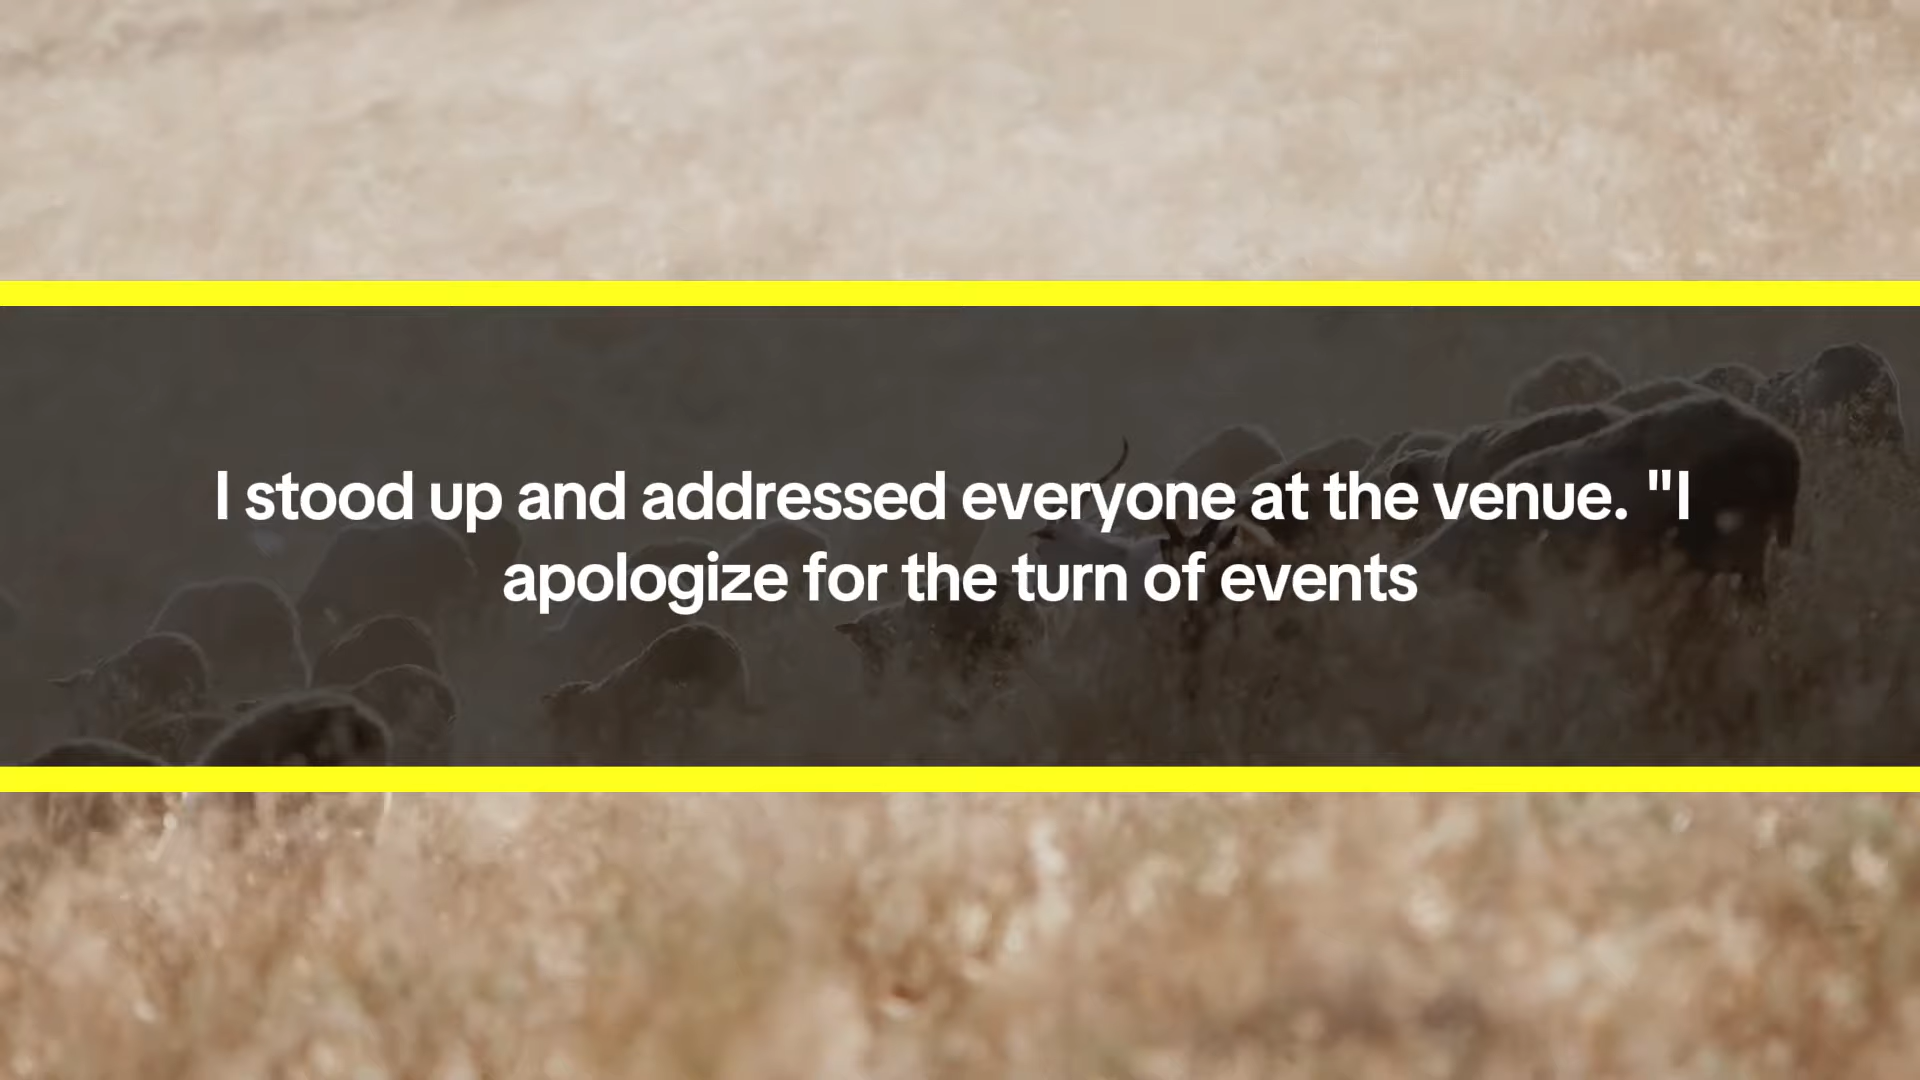 I stood up and addressed everyone at the venue. "I
apologize for the turn of events